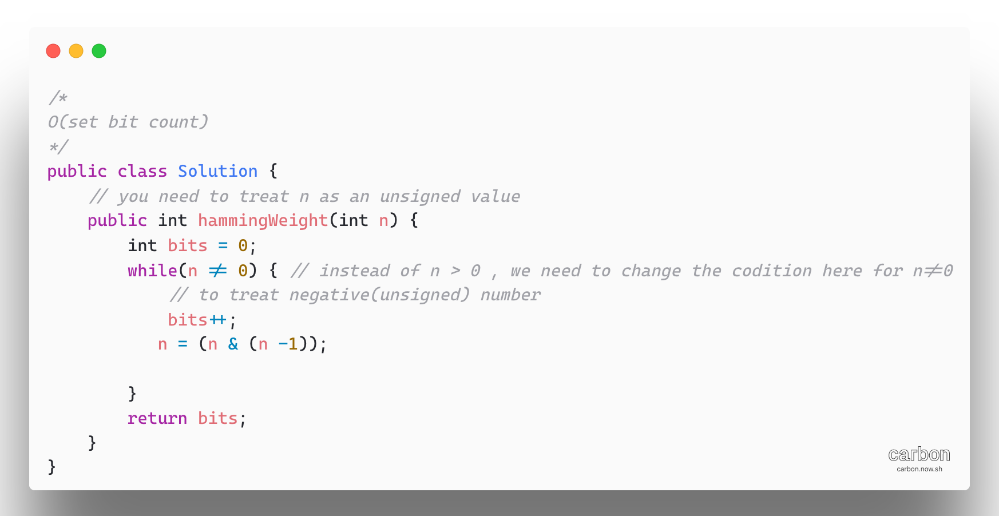 /*
O(set bit count)
*/
public class Solution {
    // you need to treat n as an unsigned value
    public int hammingWeight(int n) {
        int bits = 0;
        while(n != 0) { // instead of n > 0 , we need to change the codition here for n!=0
            // to treat negative(unsigned) number
            bits++;
           n = (n & (n -1));

        }
        return bits;
    }
}
carbon
carbon.now.sh